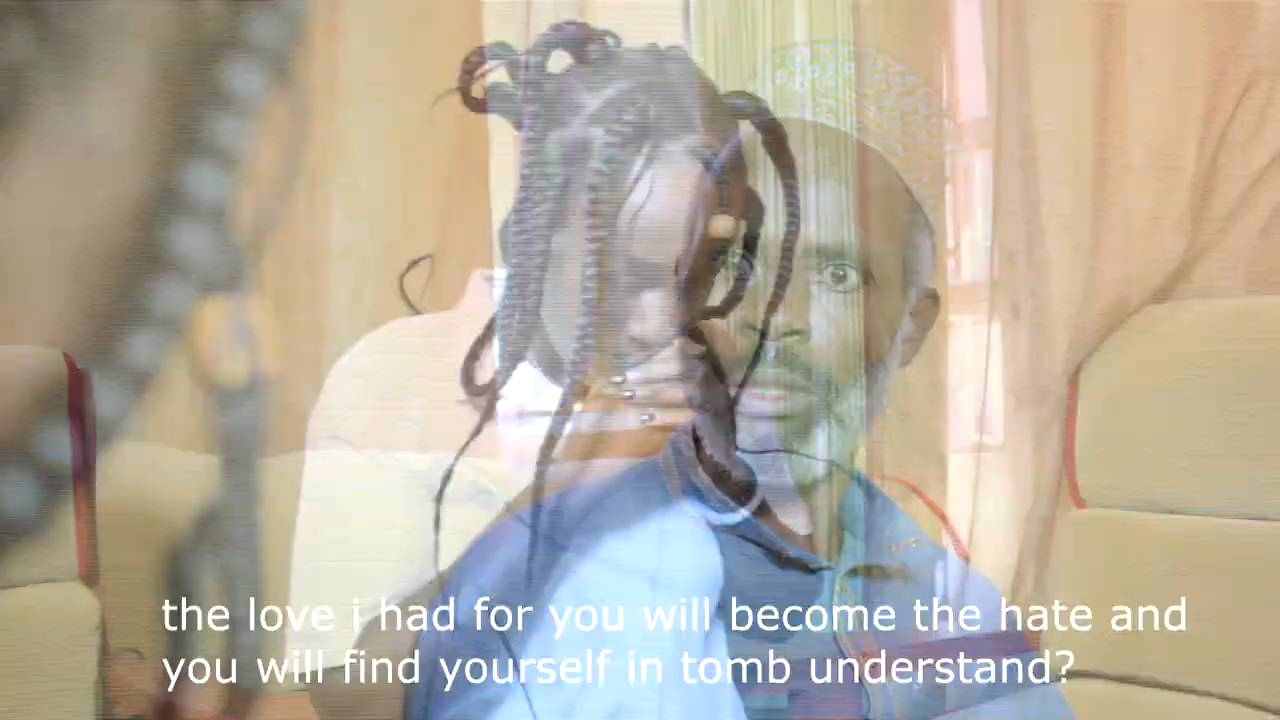 the love i had for you will become the hate and
you will find yourself in tomb understand?